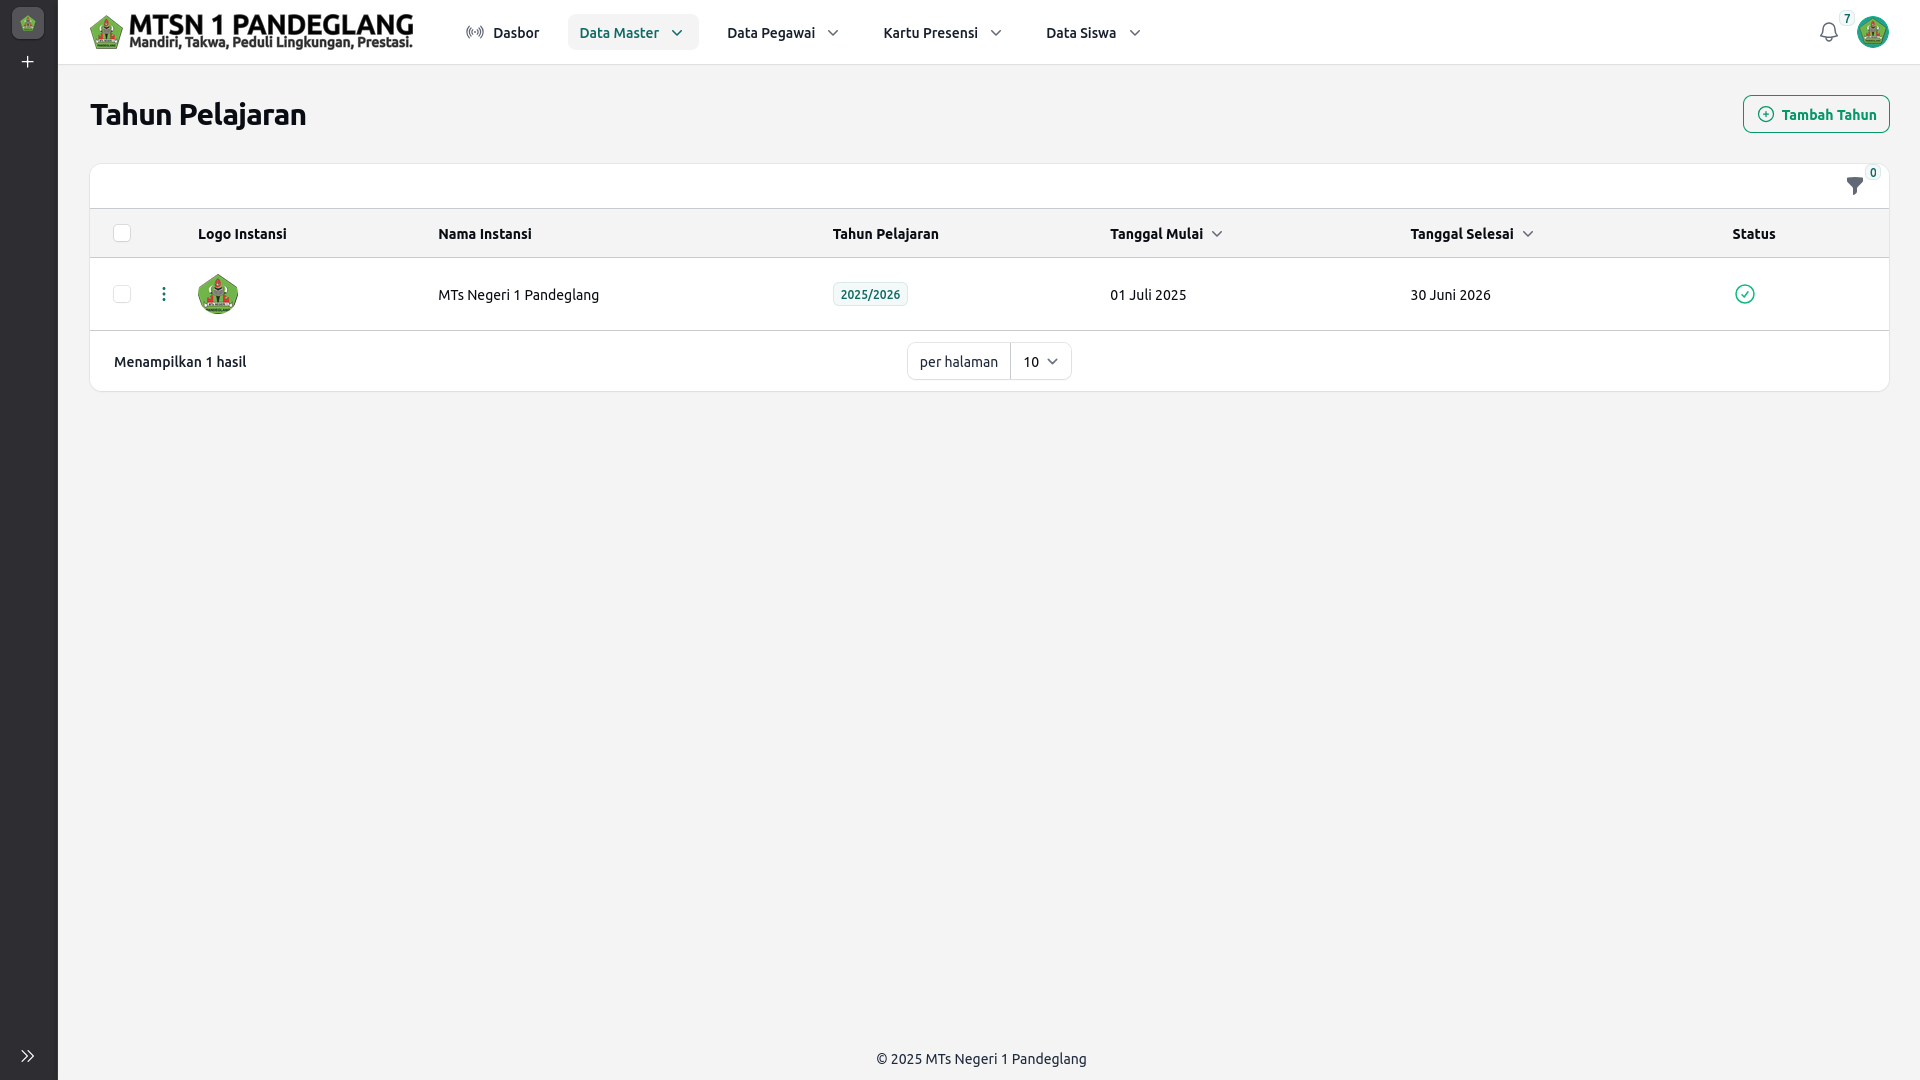 MTSN 1 PANDEGLANG
Mandiri, Takwa, Peduli Lingkungan, Prestasi.
Dasbor
Data Master
Data Pegawai
Kartu Presensi
Data Siswa
7
Tahun Pelajaran
Tambah Tahun
0
Logo Instansi Nama Instansi Tahun Pelajaran Tanggal Mulai Tanggal Selesai Status
MTs Negeri 1 Pandeglang 2025/2026 01 Juli 2025 30 Juni 2026
Menampilkan 1 hasil
per halaman 10
© 2025 MTs Negeri 1 Pandeglang